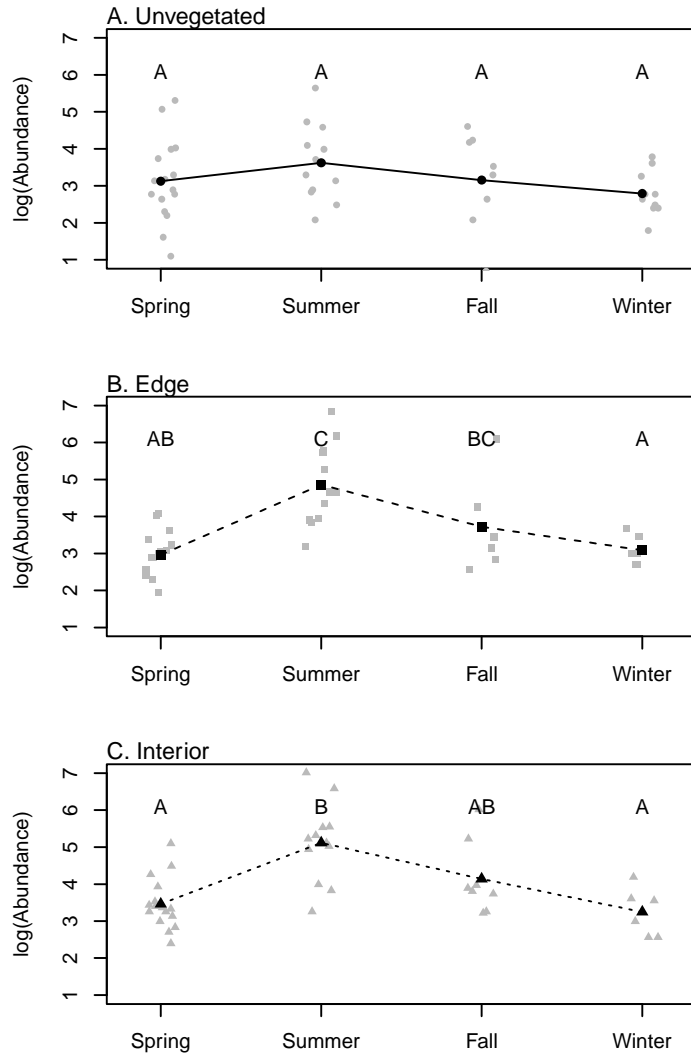 A. Unvegetated
7
6
5
4
3
2
1
log(Abundance)
A A A A
Spring Summer Fall Winter
B. Edge
7
6
5
4
3
2
1
log(Abundance)
AB C BC A
Spring Summer Fall Winter
C. Interior
7
6
5
4
3
2
1
log(Abundance)
A B AB A
Spring Summer Fall Winter